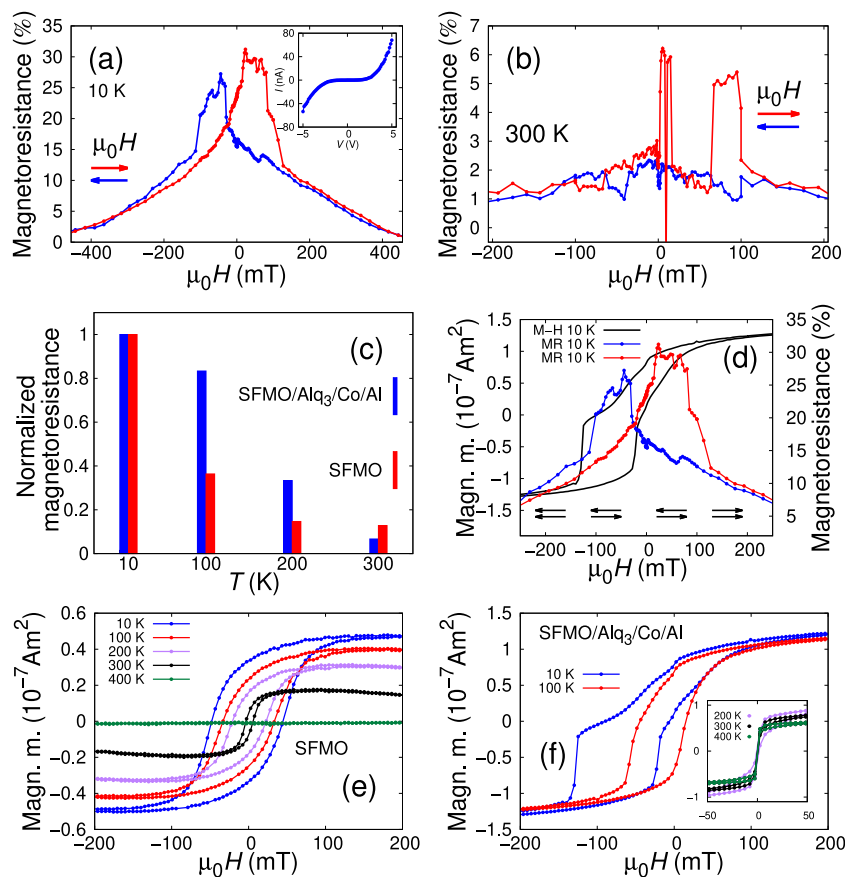 Magnetoresistance (%)
35
30
25
20
15
10
5
0
(a)
10 K
μ0H
80
40
0
−40
−80
I (nA)
−5
0
5
V (V)
−400
−200
0
200
400
μ0H (mT)
Magnetoresistance (%)
7
6
5
4
3
2
1
0
(b)
300 K
μ0H
−200
−100
0
100
200
μ0H (mT)
Normalized
magnetoresistance
1
0.8
0.6
0.4
0.2
0
(c)
SFMO/Alq3/Co/Al
SFMO
10
100
200
300
T (K)
Magn. m. (10⁻⁷Am²)
1.5
1
0.5
0
−0.5
−1
−1.5
M−H 10 K
MR 10 K
MR 10 K
(d)
35
30
25
20
15
10
5
Magnetoresistance (%)
−200
−100
0
100
200
μ0H (mT)
Magn. m. (10⁻⁷Am²)
0.6
0.4
0.2
0
−0.2
−0.4
−0.6
10 K
100 K
200 K
300 K
400 K
SFMO
(e)
−200
−100
0
100
200
μ0H (mT)
Magn. m. (10⁻⁷Am²)
1.5
1
0.5
0
−0.5
−1
−1.5
SFMO/Alq3/Co/Al
10 K
100 K
(f)
1
0
−1
200 K
300 K
400 K
−50
0
50
−200
−100
0
100
200
μ0H (mT)